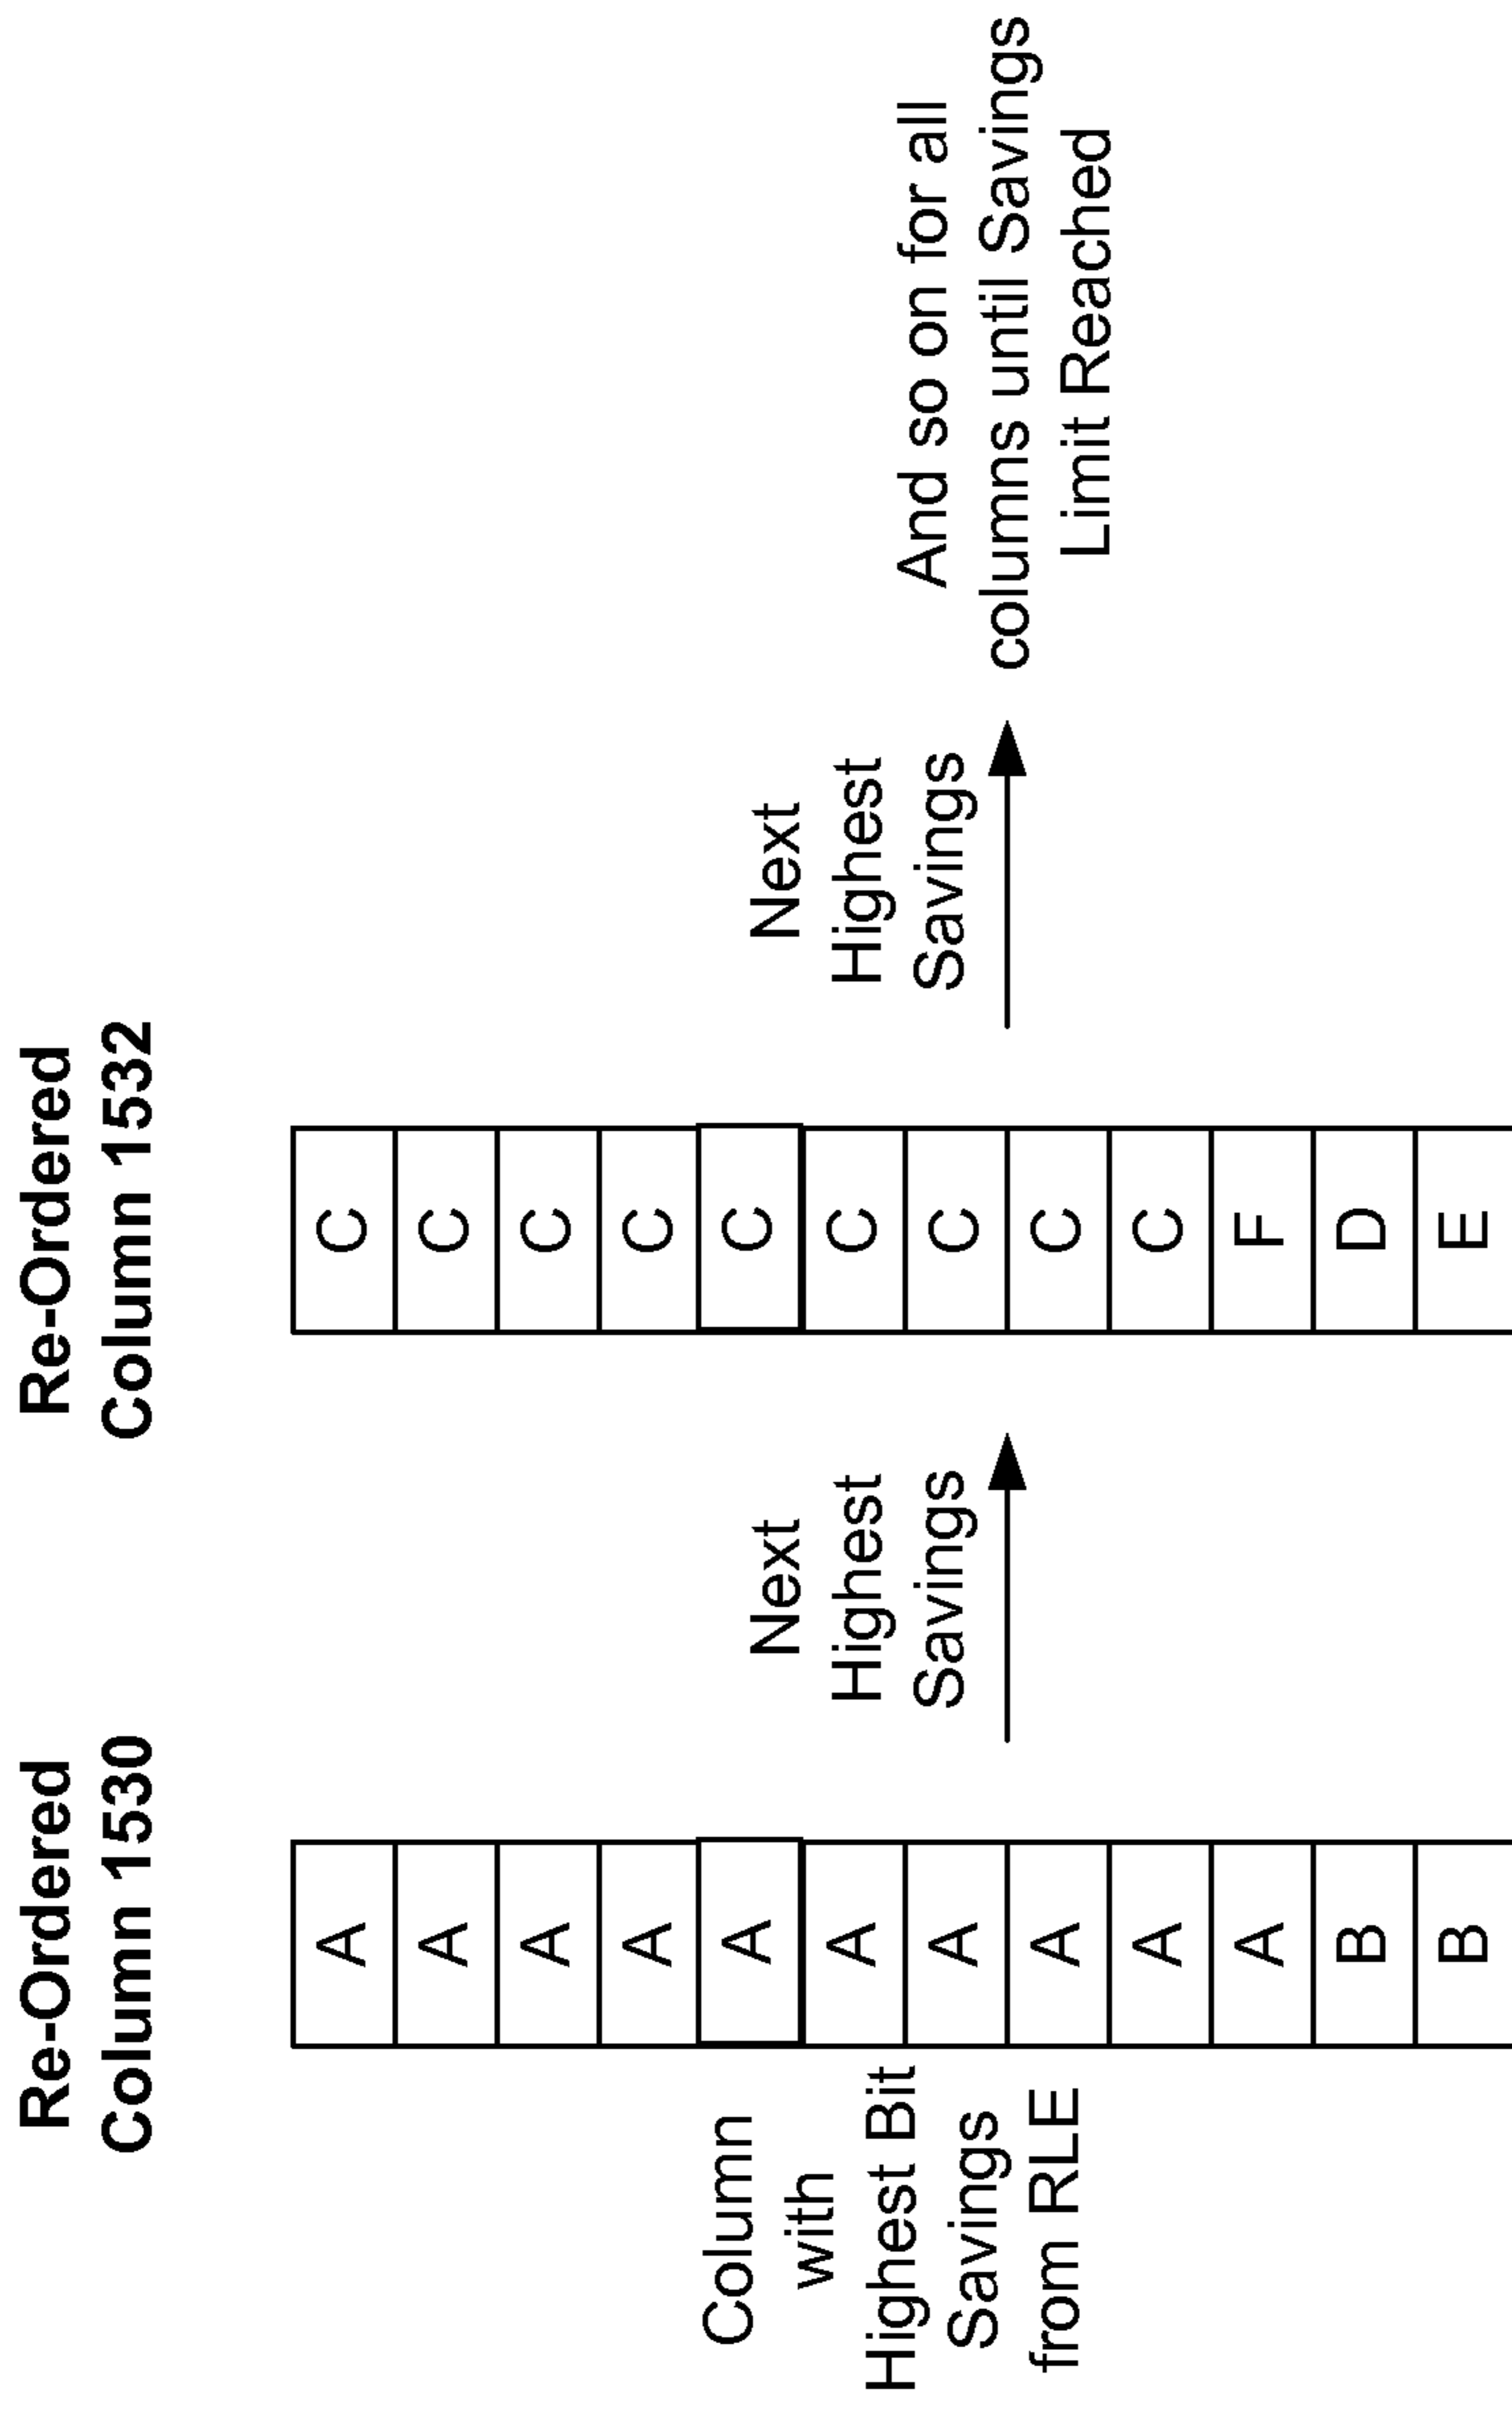 Re-Ordered
Column 1530
Re-Ordered
Column 1532
Column
with
Highest Bit
Savings
from RLE
A
A
A
A
A
A
A
A
A
A
B
B
Next
Highest
Savings
C
C
C
C
C
C
C
C
C
F
D
E
Next
Highest
Savings
And so on for all
columns until Savings
Limit Reached